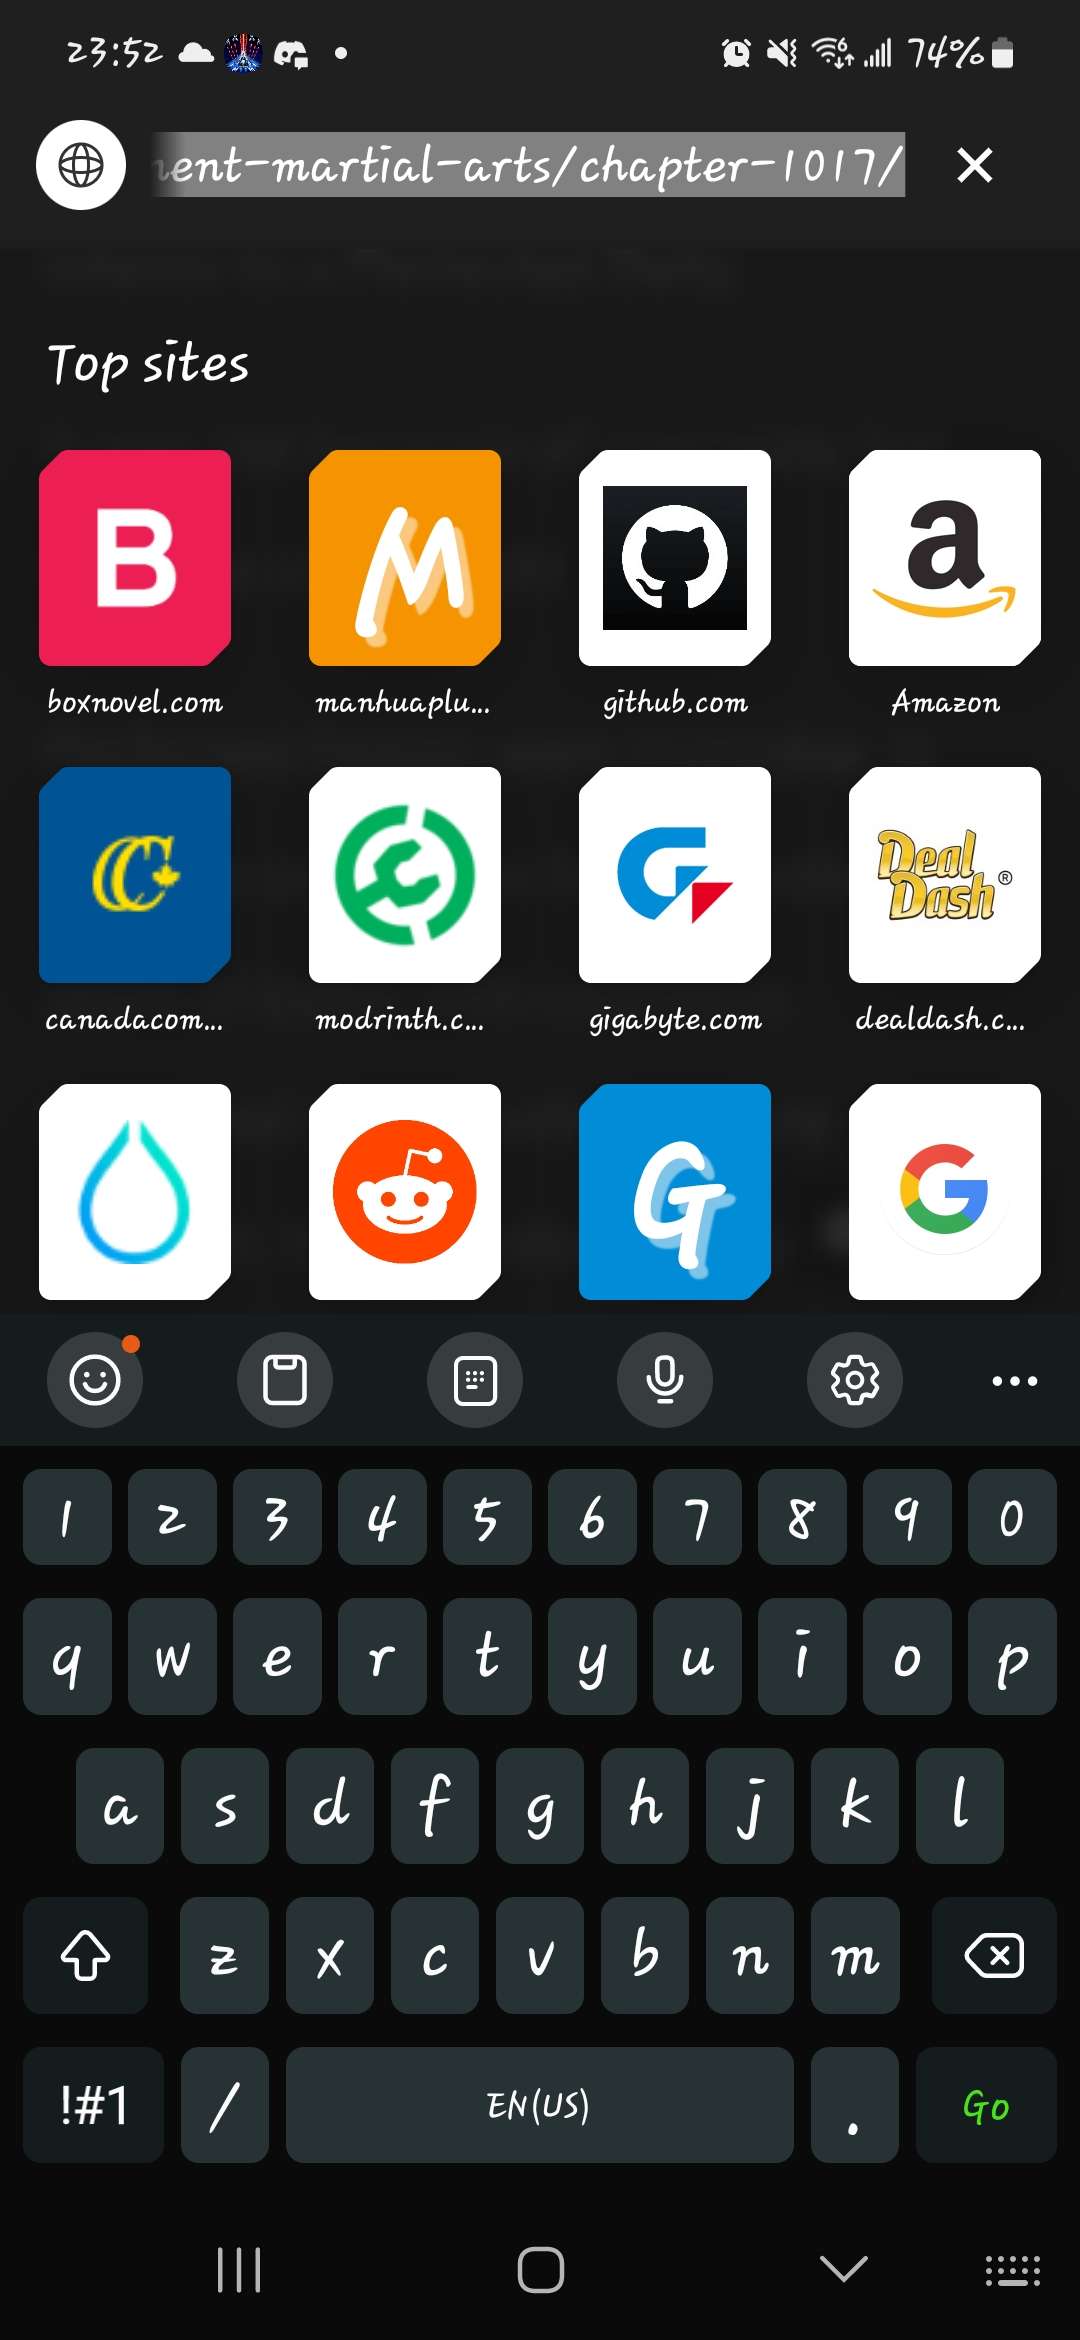 23:52 74%
ent-martial-arts/chapter-1017/
Top sites
B M a
boxnovel.com manhuaplu... github.com Amazon
CC G Deal Dash ®
canadacom... modrinth.c... gigabyte.com dealdash.c...
G G
1 2 3 4 5 6 7 8 9 0
q w e r t y u i o p
a s d f g h j k l
z x c v b n m
!#1 / EN(US) . Go